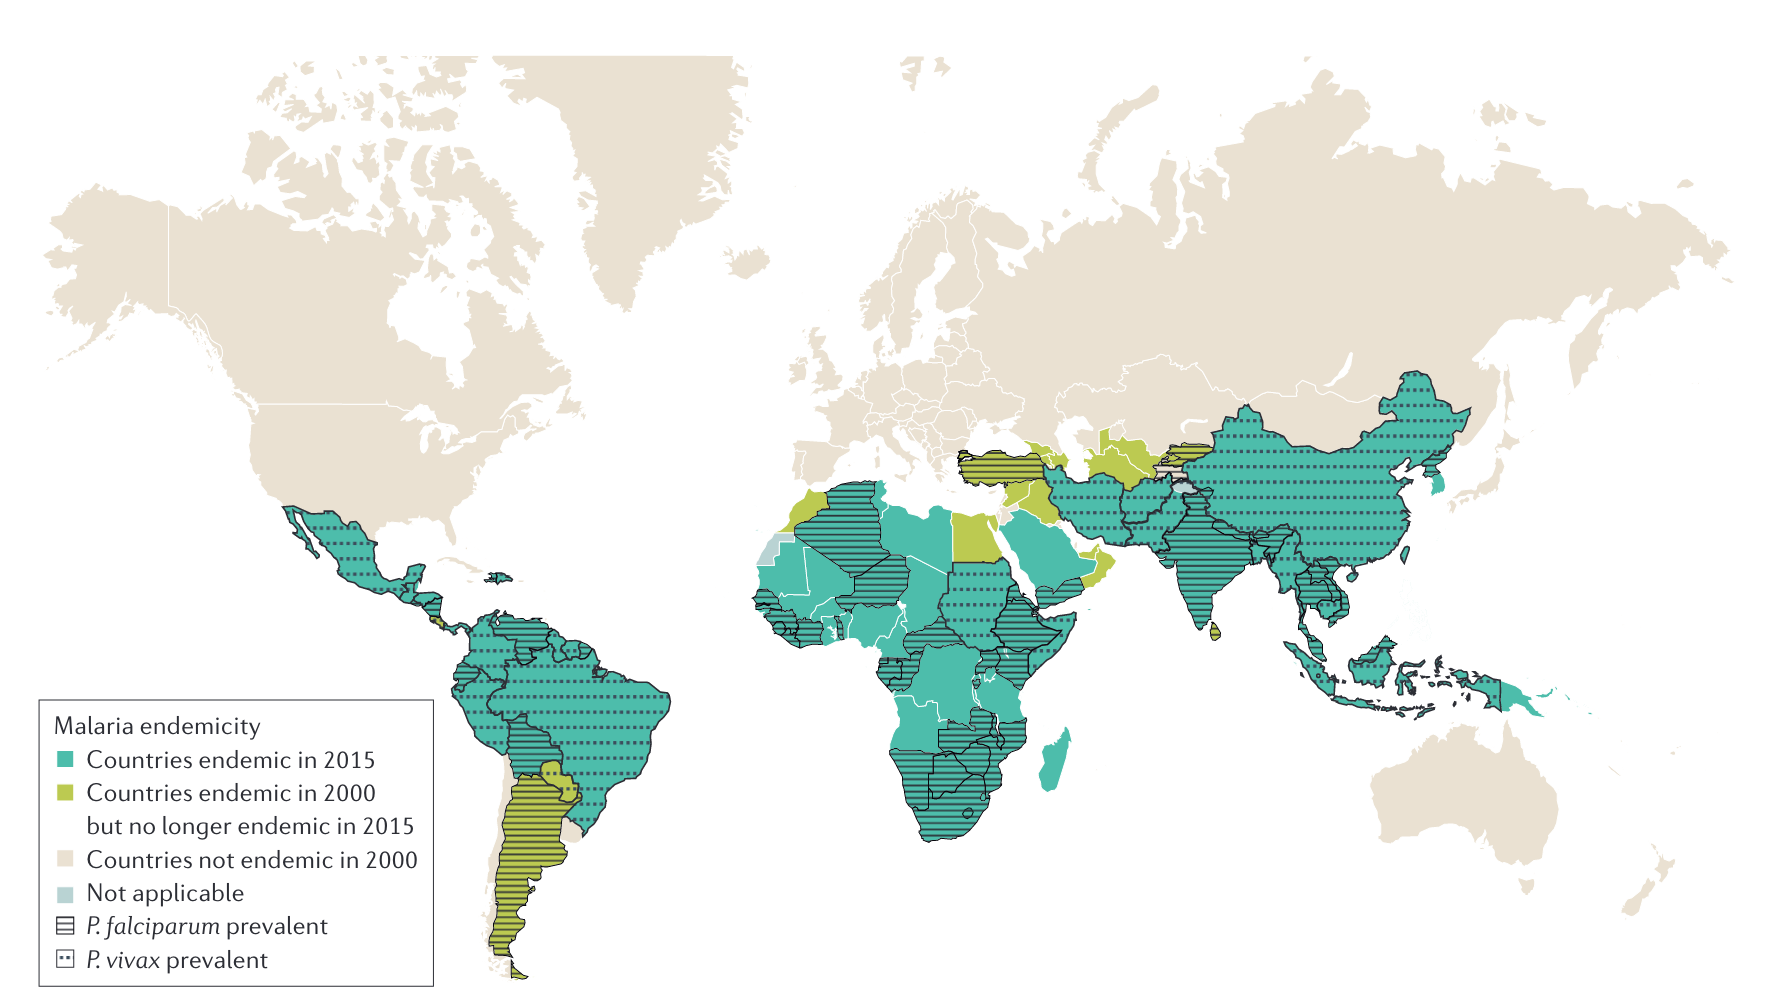 Malaria endemicity
Countries endemic in 2015
Countries endemic in 2000
but no longer endemic in 2015
Countries not endemic in 2000
Not applicable
P. falciparum prevalent
P. vivax prevalent